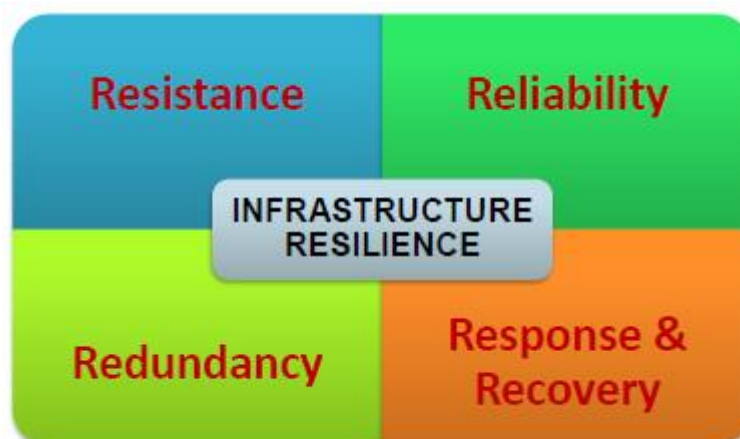 Resistance
Reliability
INFRASTRUCTURE
RESILIENCE
Redundancy
Response &
Recovery